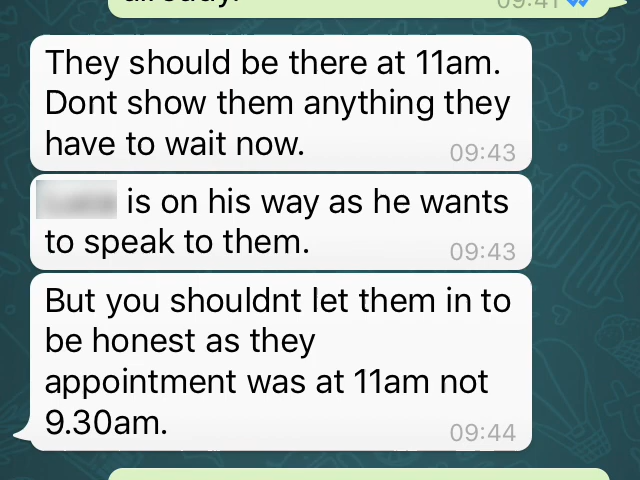 09:41
They should be there at 11am.
Dont show them anything they
have to wait now.
09:43
is on his way as he wants
to speak to them.
09:43
But you shouldnt let them in to
be honest as they
appointment was at 11am not
9.30am.
09:44